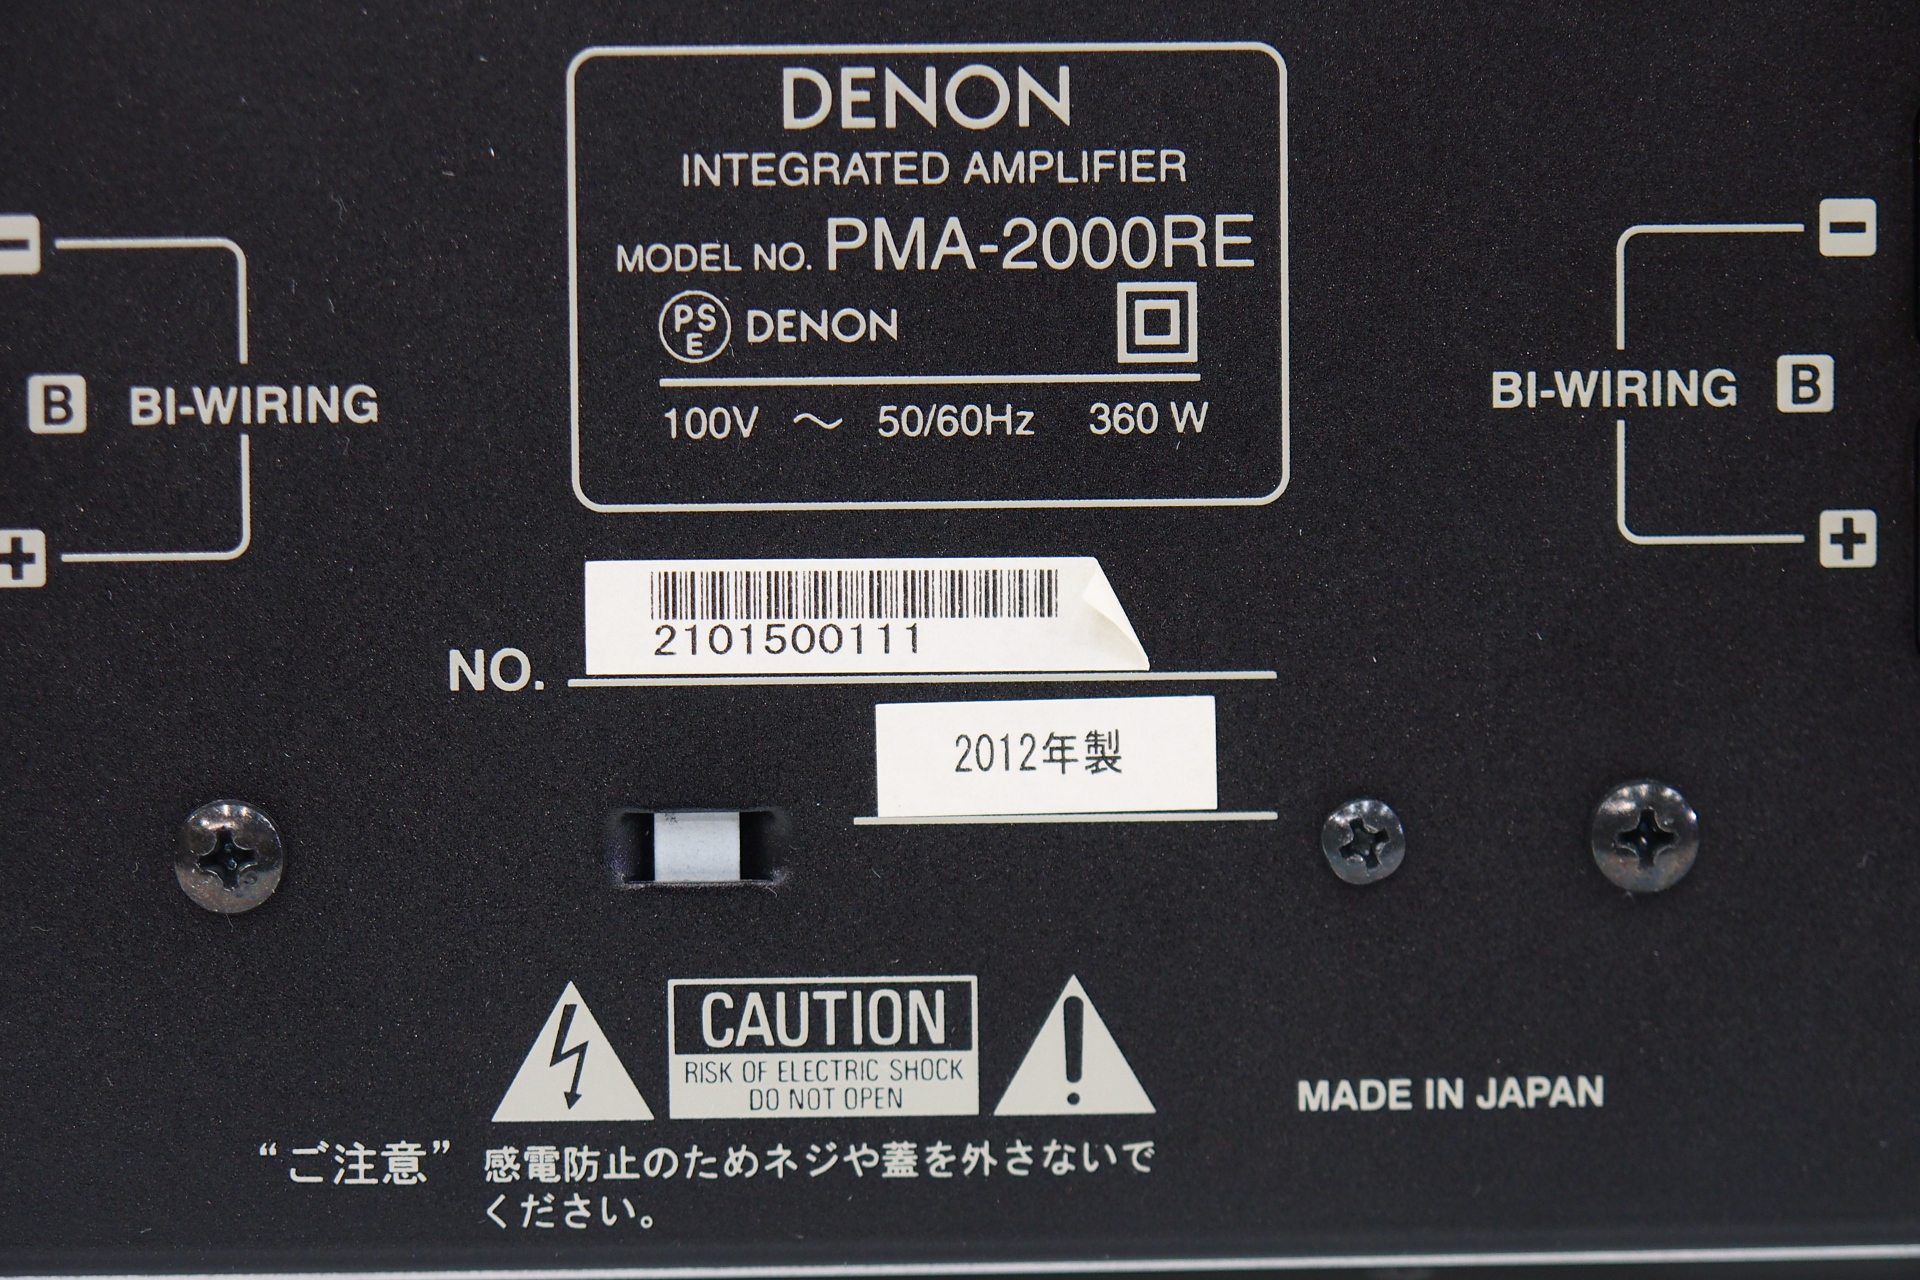 DENON
INTEGRATED AMPLIFIER
MODEL NO. PMA-2000RE
PSE DENON
100V ～ 50/60Hz 360 W
−
B BI-WIRING
+
−
BI-WIRING B
+
NO. 2101500111
2012年製
CAUTION
RISK OF ELECTRIC SHOCK
DO NOT OPEN
MADE IN JAPAN
“ご注意” 感電防止のためネジや蓋を外さないで
ください。